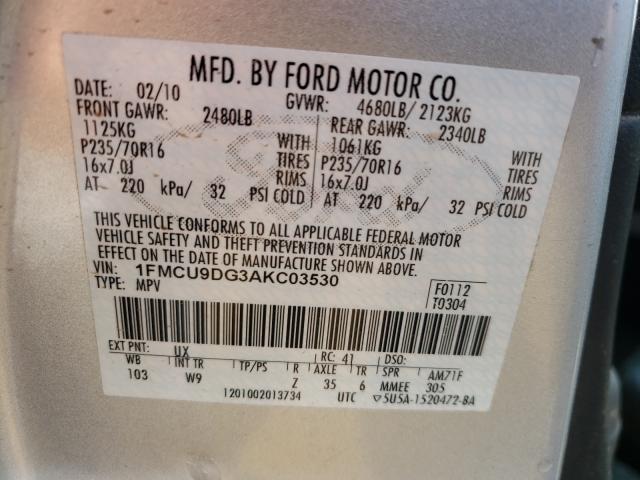 MFD. BY FORD MOTOR CO.
DATE: 02/10 GVWR: 4680LB/ 2123KG
FRONT GAWR: 2480LB REAR GAWR: 2340LB
1125KG WITH 1061KG WITH
P235/70R16 TIRES P235/70R16 TIRES
16x7.0J RIMS 16x7.0J RIMS
AT 220 kPa/ 32 PSI COLD AT 220 kPa/ 32 PSI COLD
THIS VEHICLE CONFORMS TO ALL APPLICABLE FEDERAL MOTOR
VEHICLE SAFETY AND THEFT PREVENTION STANDARDS IN
EFFECT ON THE DATE OF MANUFACTURE SHOWN ABOVE.
VIN: 1FMCU9DG3AKC03530 F0112
TYPE: MPV T0304
EXT PNT: UX RC: 41 DSO:
WB INT TR TP/PS R AXLE TR SPR AM71F
103 W9 Z 35 6 MMEE 305
1201002013734 UTC ▽5U5A-1520472-BA
Ford